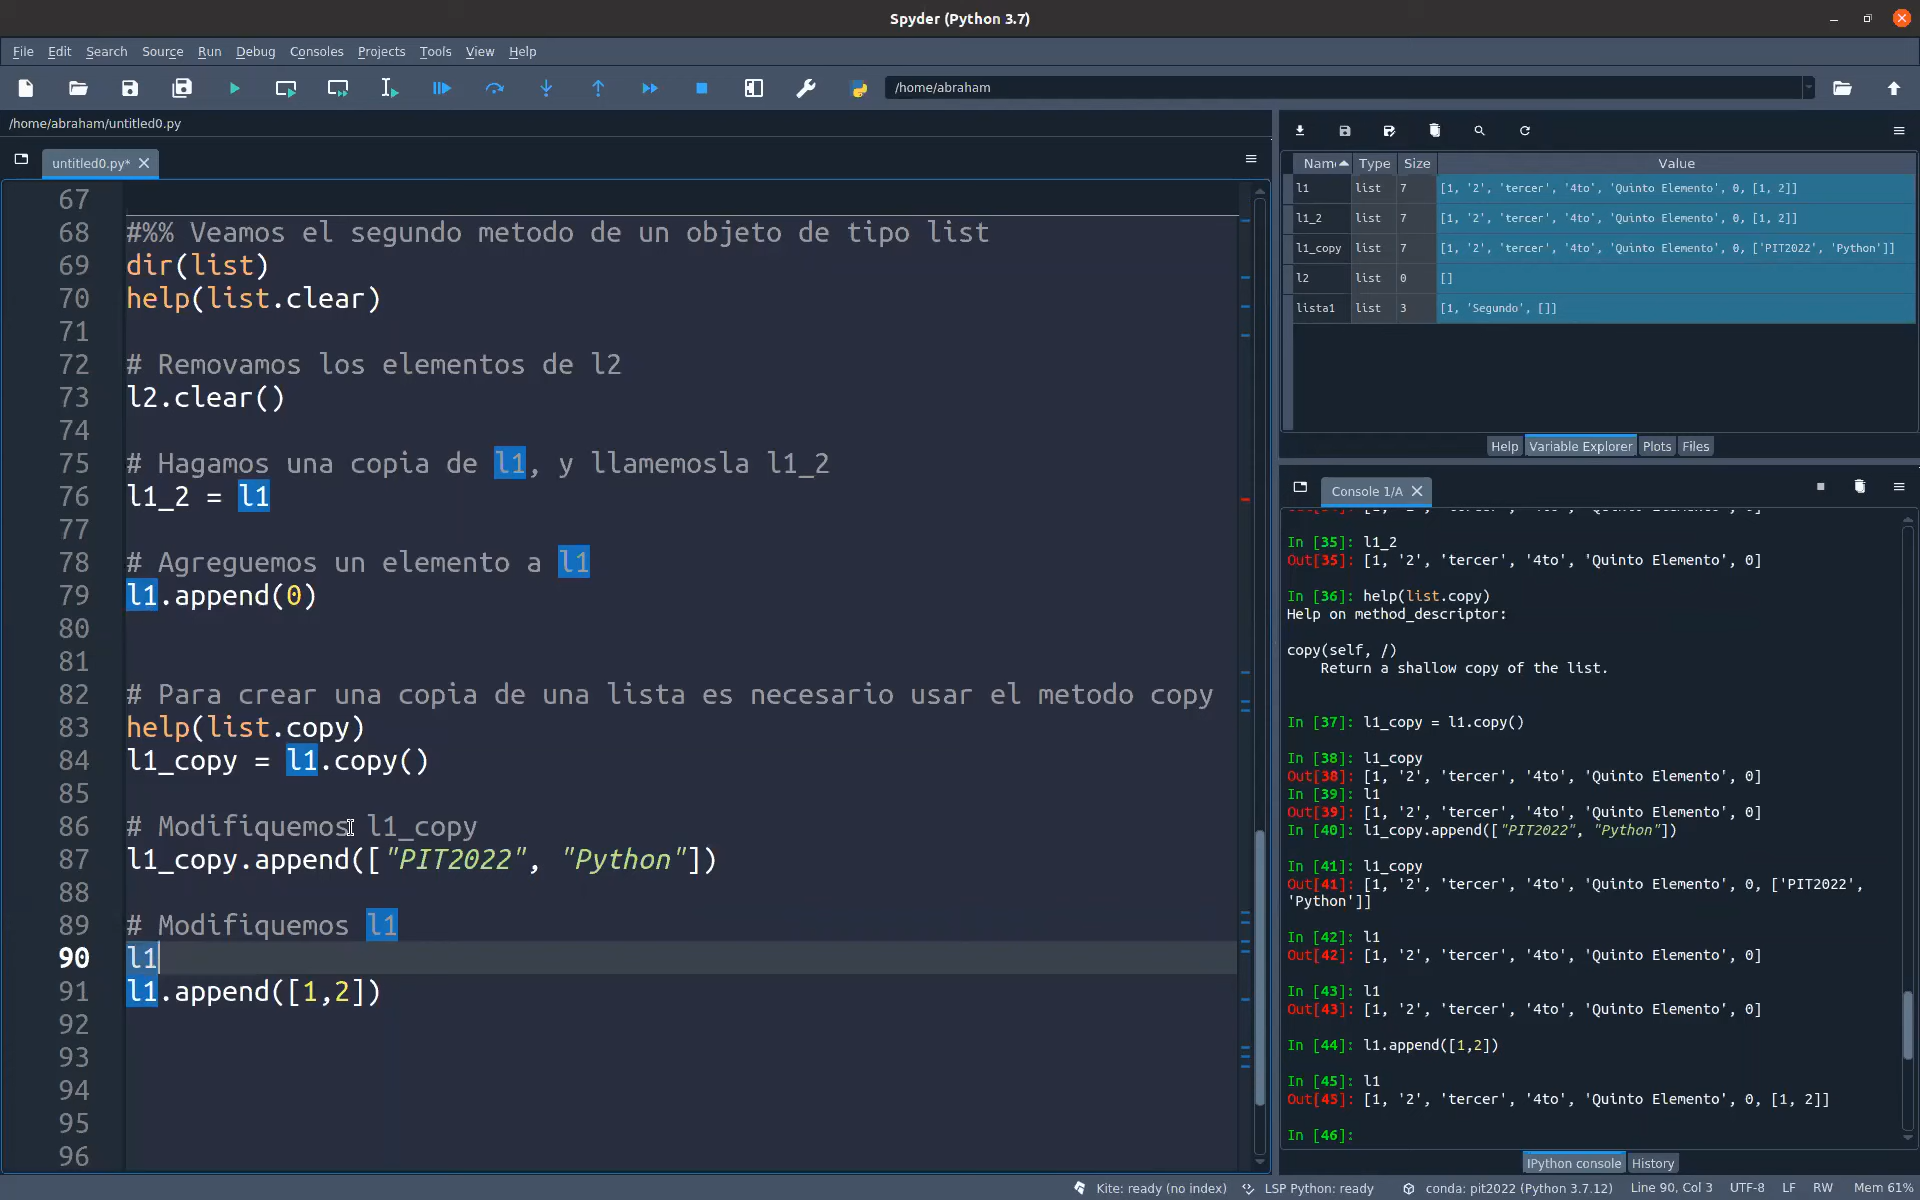 Spyder (Python 3.7)
File Edit Search Source Run Debug Consoles Projects Tools View Help
/home/abraham
/home/abraham/untitled0.py
untitled0.py*
67
68 #%% Veamos el segundo metodo de un objeto de tipo list
69 dir(list)
70 help(list.clear)
71
72 # Removamos los elementos de l2
73 l2.clear()
74
75 # Hagamos una copia de l1, y llamemosla l1_2
76 l1_2 = l1
77
78 # Agreguemos un elemento a l1
79 l1.append(0)
80
81
82 # Para crear una copia de una lista es necesario usar el metodo copy
83 help(list.copy)
84 l1_copy = l1.copy()
85
86 # Modifiquemos l1_copy
87 l1_copy.append(["PIT2022", "Python"])
88
89 # Modifiquemos l1
90 l1
91 l1.append([1,2])
92
93
94
95
96
Name Type Size Value
l1 list 7 [1, '2', 'tercer', '4to', 'Quinto Elemento', 0, [1, 2]]
l1_2 list 7 [1, '2', 'tercer', '4to', 'Quinto Elemento', 0, [1, 2]]
l1_copy list 7 [1, '2', 'tercer', '4to', 'Quinto Elemento', 0, ['PIT2022', 'Python']]
l2 list 0 []
lista1 list 3 [1, 'Segundo', []]
Help Variable Explorer Plots Files
Console 1/A
In [35]: l1_2
Out[35]: [1, '2', 'tercer', '4to', 'Quinto Elemento', 0]
In [36]: help(list.copy)
Help on method_descriptor:
copy(self, /)
Return a shallow copy of the list.
In [37]: l1_copy = l1.copy()
In [38]: l1_copy
Out[38]: [1, '2', 'tercer', '4to', 'Quinto Elemento', 0]
In [39]: l1
Out[39]: [1, '2', 'tercer', '4to', 'Quinto Elemento', 0]
In [40]: l1_copy.append(["PIT2022", "Python"])
In [41]: l1_copy
Out[41]: [1, '2', 'tercer', '4to', 'Quinto Elemento', 0, ['PIT2022',
'Python']]
In [42]: l1
Out[42]: [1, '2', 'tercer', '4to', 'Quinto Elemento', 0]
In [43]: l1
Out[43]: [1, '2', 'tercer', '4to', 'Quinto Elemento', 0]
In [44]: l1.append([1,2])
In [45]: l1
Out[45]: [1, '2', 'tercer', '4to', 'Quinto Elemento', 0, [1, 2]]
In [46]:
IPython console History
Kite: ready (no index) LSP Python: ready conda: pit2022 (Python 3.7.12) Line 90, Col 3 UTF-8 LF RW Mem 61%